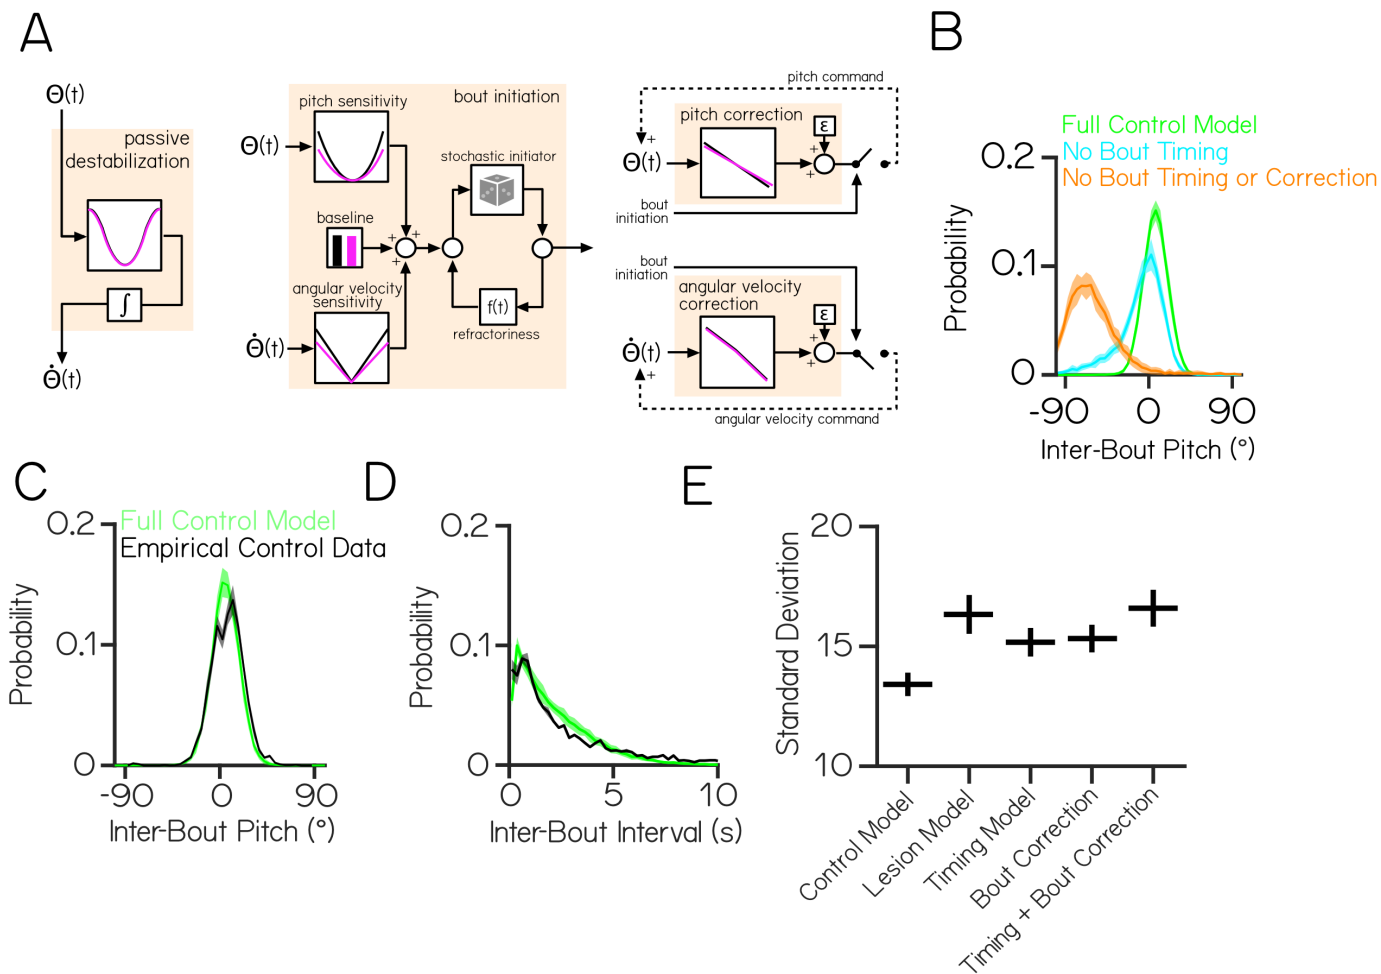 A
Θ(t)
passive
destabilization
∫
Θ̇(t)
pitch sensitivity
bout initiation
Θ(t)
stochastic initiator
baseline
+ +
+
angular velocity
sensitivity
f(t)
refractoriness
Θ̇(t)
pitch command
pitch correction
ε
+
Θ(t)
+
+
bout
initiation
bout
initiation
angular velocity
correction
ε
+
Θ̇(t)
+
+
angular velocity command
B
Full Control Model
No Bout Timing
No Bout Timing or Correction
0.2
0.1
0
Probability
-90 0 90
Inter-Bout Pitch (°)
C
Full Control Model
Empirical Control Data
0.2
0.1
0
Probability
-90 0 90
Inter-Bout Pitch (°)
D
0.2
0.1
0
Probability
0 5 10
Inter-Bout Interval (s)
E
20
15
10
Standard Deviation
Control Model
Lesion Model
Timing Model
Bout Correction
Timing + Bout Correction